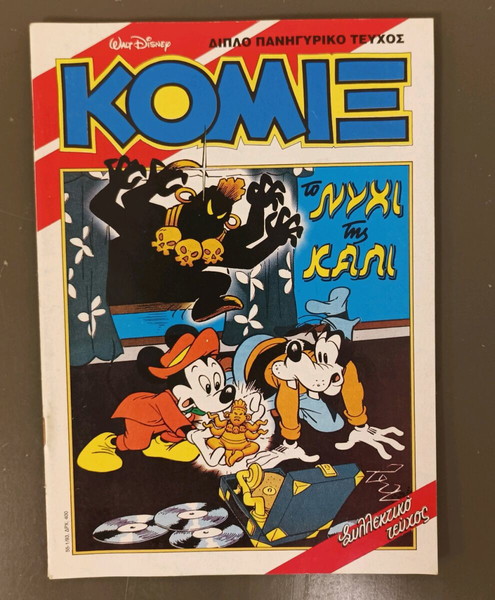 WALT DISNEY
ΔΙΠΛΟ ΠΑΝΗΓΥΡΙΚΟ ΤΕΥΧΟΣ
ΚΟΜΙΞ
το
ΝΥΧΙ
της
ΚΑΛΙ
Συλλεκτικό
τεύχος